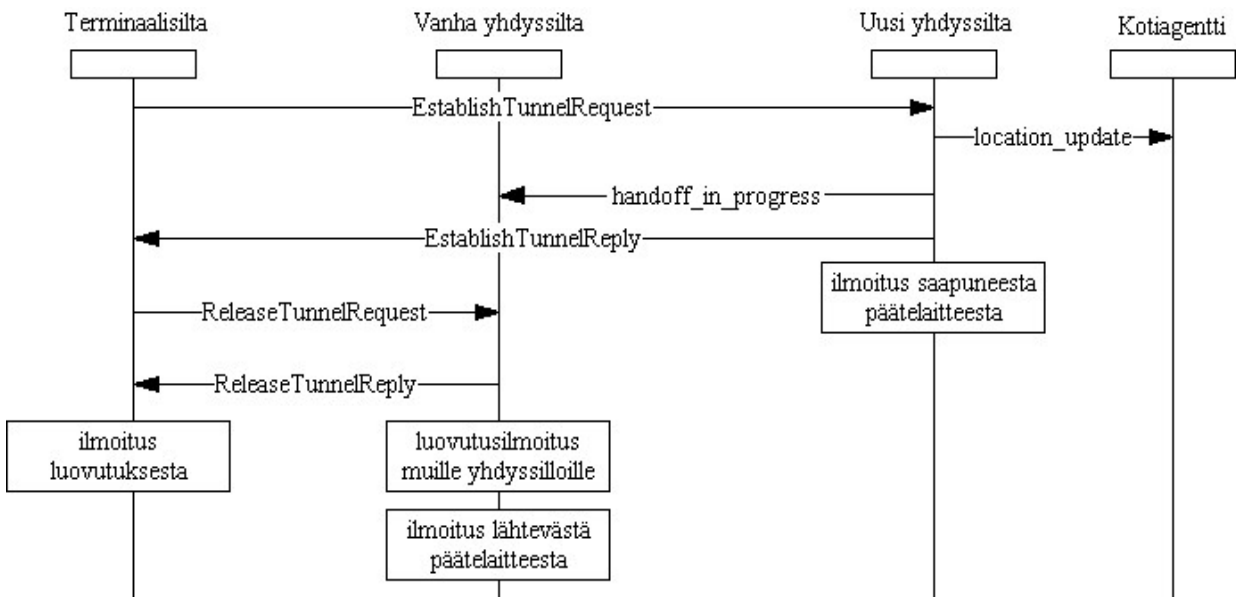 Terminaalisilta
Vanha yhdyssilta
Uusi yhdyssilta
Kotiagentti
EstablishTunnelRequest
location_update
handoff_in_progress
EstablishTunnelReply
ilmoitus saapuneesta
päätelaitteesta
ReleaseTunnelRequest
ReleaseTunnelReply
ilmoitus
luovutuksesta
luovutusilmoitus
muille yhdyssilloille
ilmoitus lähtevästä
päätelaitteesta